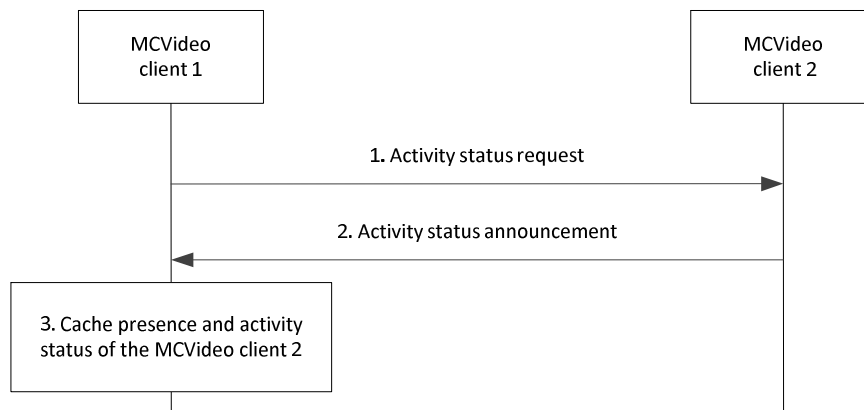 MCVideo
client 1
MCVideo
client 2
1. Activity status request
2. Activity status announcement
3. Cache presence and activity
status of the MCVideo client 2